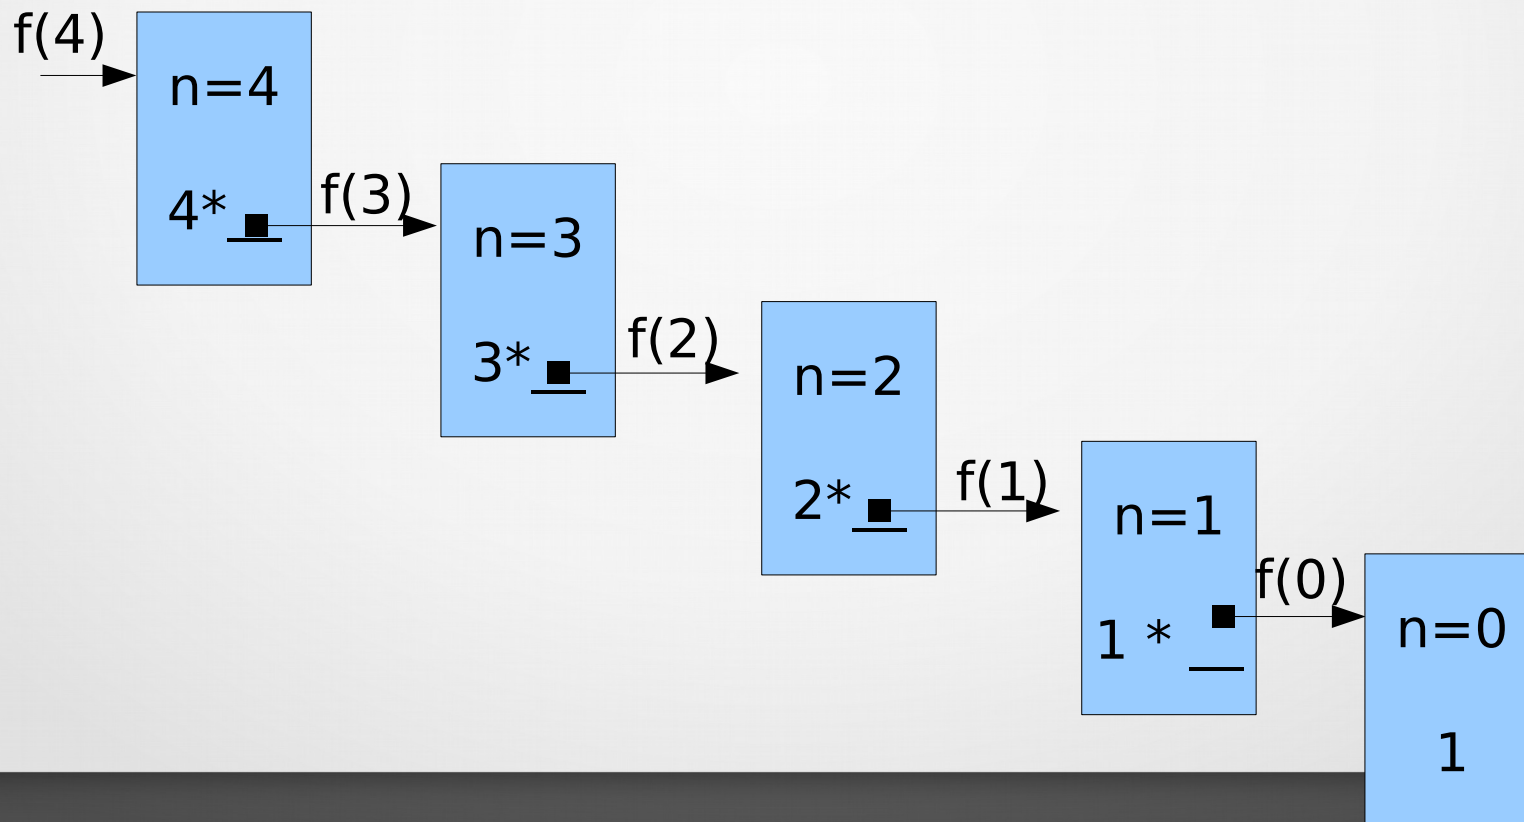 f(4)
n=4
4*
f(3)
n=3
3*
f(2)
n=2
2*
f(1)
n=1
1 *
f(0)
n=0
1